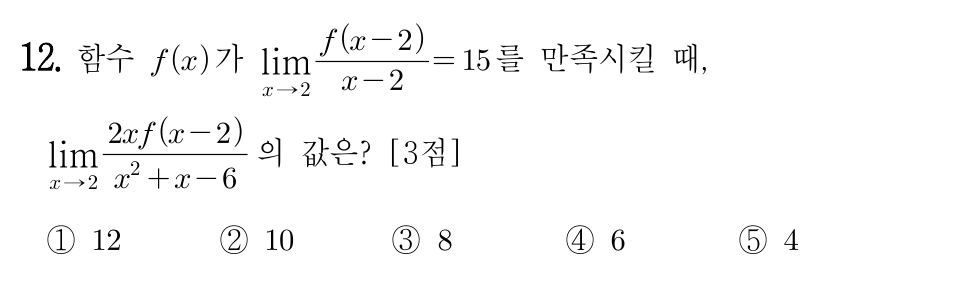 12. 함수 f(x)가 lim_{x→2} f(x-2)/(x-2) = 15를 만족시킬 때,
lim_{x→2} 2xf(x-2)/(x²+x-6) 의 값은? [3점]
① 12 ② 10 ③ 8 ④ 6 ⑤ 4